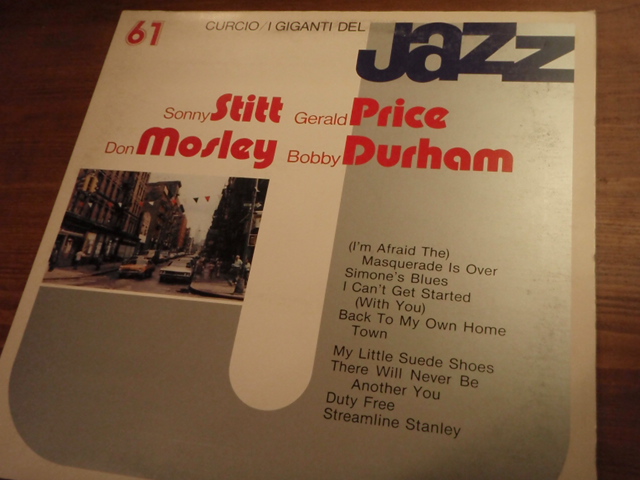 61
CURCIO/I GIGANTI DEL
Jazz
Sonny Stitt Gerald Price
Don Mosley Bobby Durham
(I'm Afraid The)
Masquerade Is Over
Simone's Blues
I Can't Get Started
(With You)
Back To My Own Home
Town
My Little Suede Shoes
There Will Never Be
Another You
Duty Free
Streamline Stanley